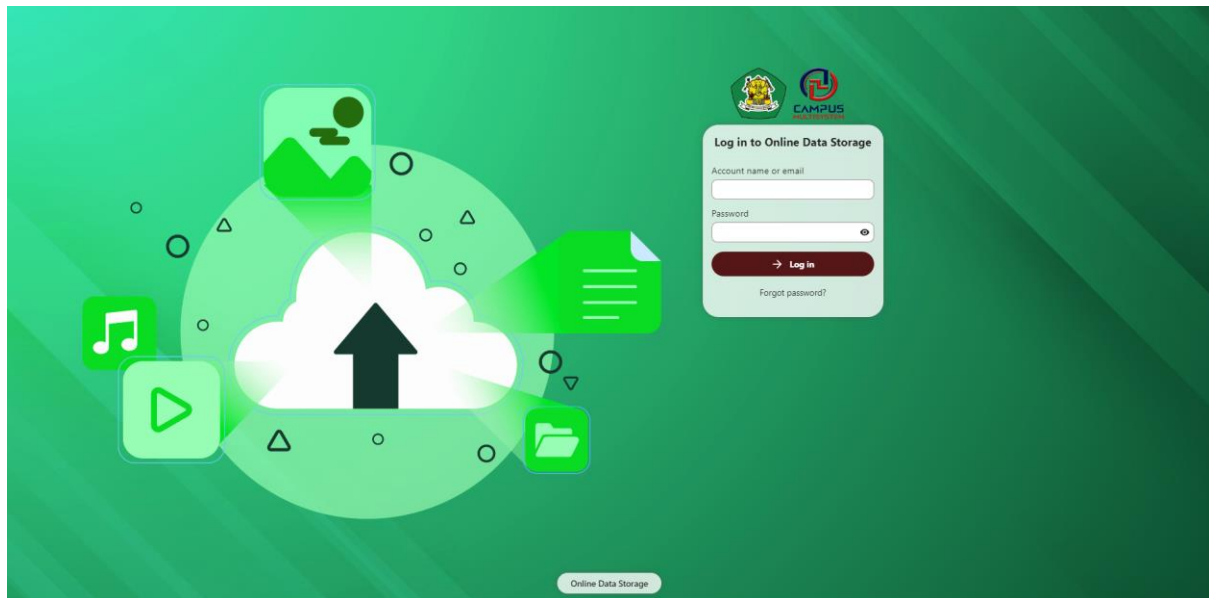 CAMPUS
MULTISYSTEM
Log in to Online Data Storage
Account name or email
Password
Log in
Forgot password?
Online Data Storage